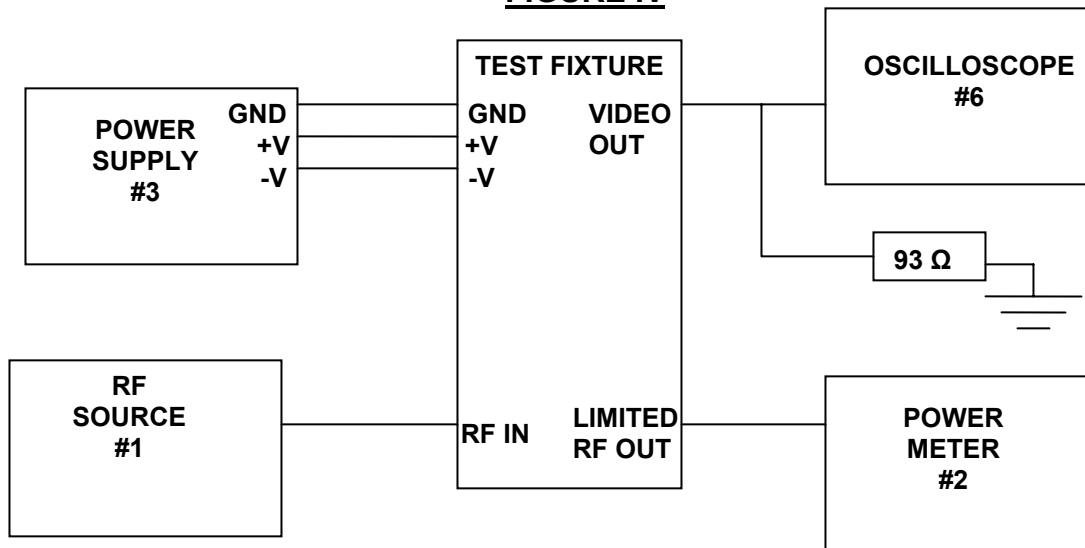 FIGURE IV
POWER
SUPPLY
#3
GND
+V
-V
TEST FIXTURE
GND
+V
-V
VIDEO
OUT
OSCILLOSCOPE
#6
93 Ω
RF
SOURCE
#1
RF IN
LIMITED
RF OUT
POWER
METER
#2